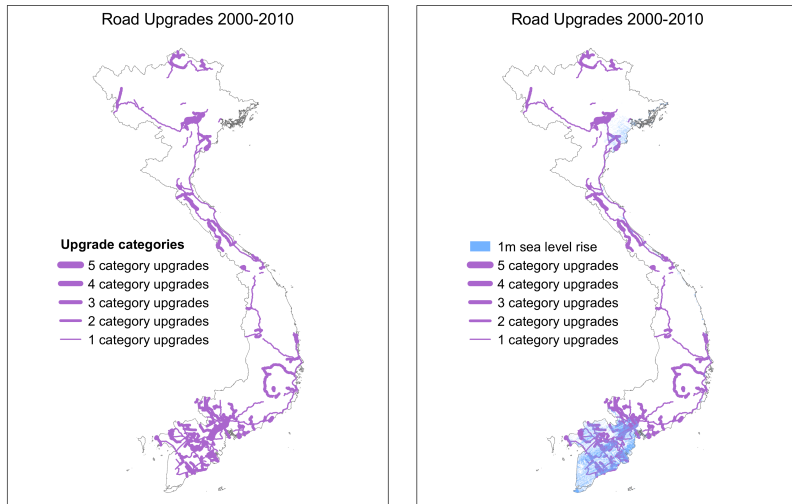 Road Upgrades 2000-2010
Upgrade categories
5 category upgrades
4 category upgrades
3 category upgrades
2 category upgrades
1 category upgrades
Road Upgrades 2000-2010
1m sea level rise
5 category upgrades
4 category upgrades
3 category upgrades
2 category upgrades
1 category upgrades